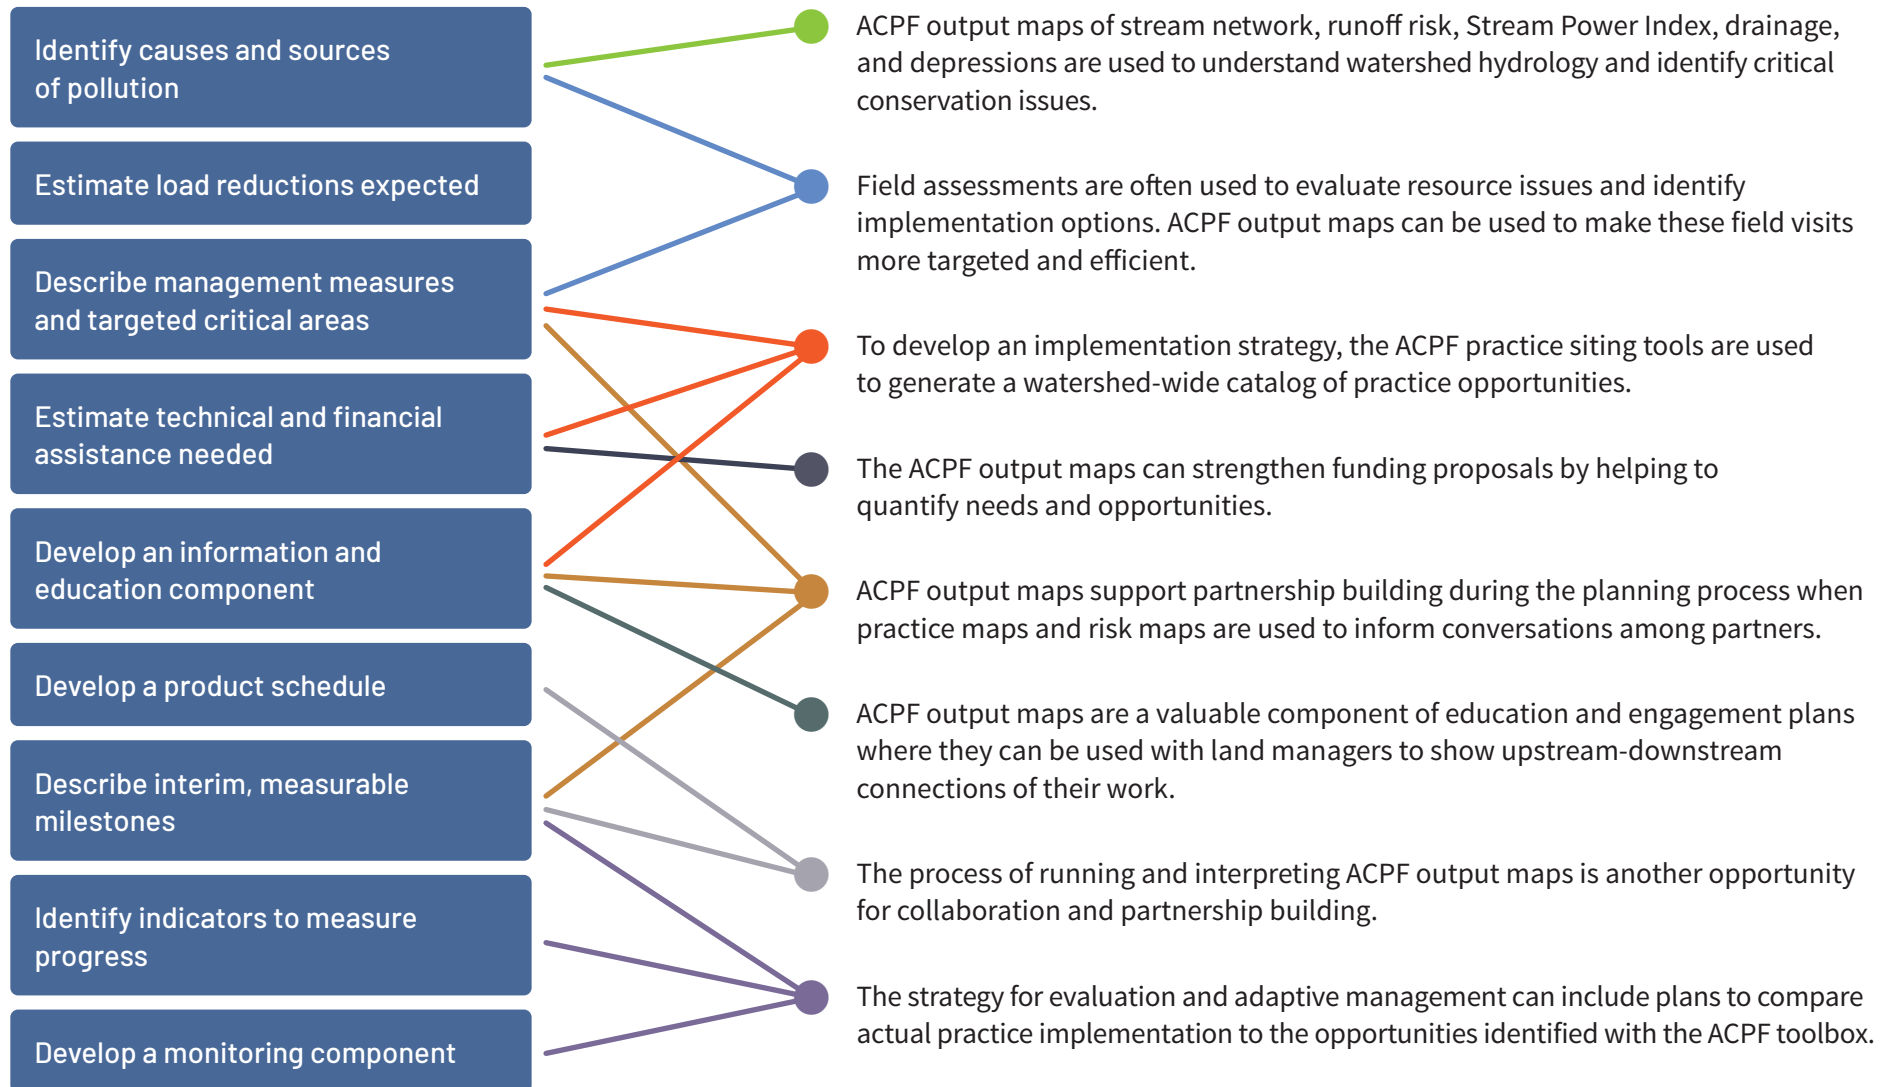 Identify causes and sources
of pollution
Estimate load reductions expected
Describe management measures
and targeted critical areas
Estimate technical and financial
assistance needed
Develop an information and
education component
Develop a product schedule
Describe interim, measurable
milestones
Identify indicators to measure
progress
Develop a monitoring component
ACPF output maps of stream network, runoff risk, Stream Power Index, drainage,
and depressions are used to understand watershed hydrology and identify critical
conservation issues.
Field assessments are often used to evaluate resource issues and identify
implementation options. ACPF output maps can be used to make these field visits
more targeted and efficient.
To develop an implementation strategy, the ACPF practice siting tools are used
to generate a watershed-wide catalog of practice opportunities.
The ACPF output maps can strengthen funding proposals by helping to
quantify needs and opportunities.
ACPF output maps support partnership building during the planning process when
practice maps and risk maps are used to inform conversations among partners.
ACPF output maps are a valuable component of education and engagement plans
where they can be used with land managers to show upstream-downstream
connections of their work.
The process of running and interpreting ACPF output maps is another opportunity
for collaboration and partnership building.
The strategy for evaluation and adaptive management can include plans to compare
actual practice implementation to the opportunities identified with the ACPF toolbox.